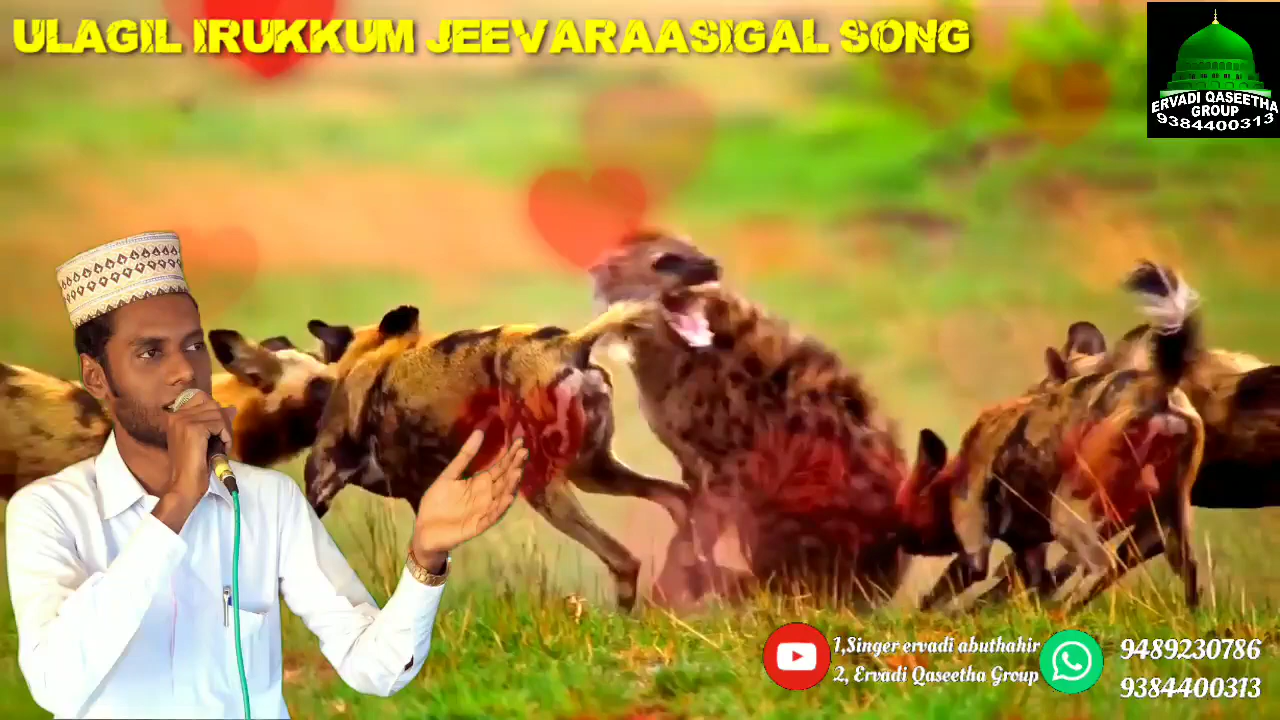 ULAGIL IRUKKUM JEEVARAASIGAL SONG
ERVADI QASEETHA
GROUP
9384400313
1,Singer ervadi abuthahir
2, Ervadi Qaseetha Group
9489230786
9384400313